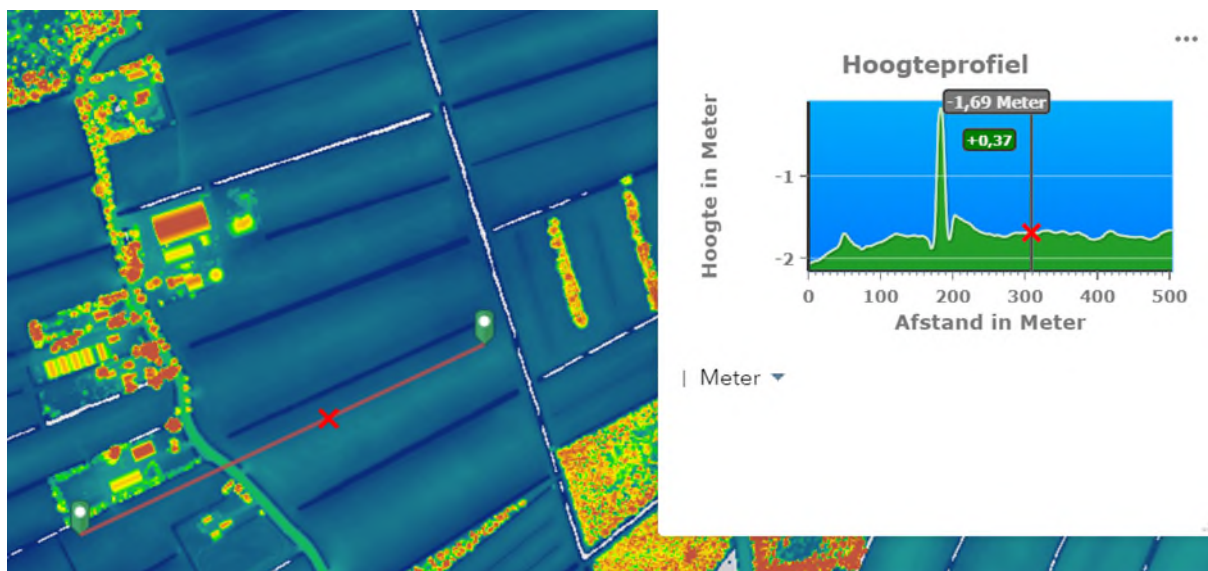 Hoogteprofiel
-1,69 Meter
+0,37
Hoogte in Meter
-1
-2
0 100 200 300 400 500
Afstand in Meter
| Meter